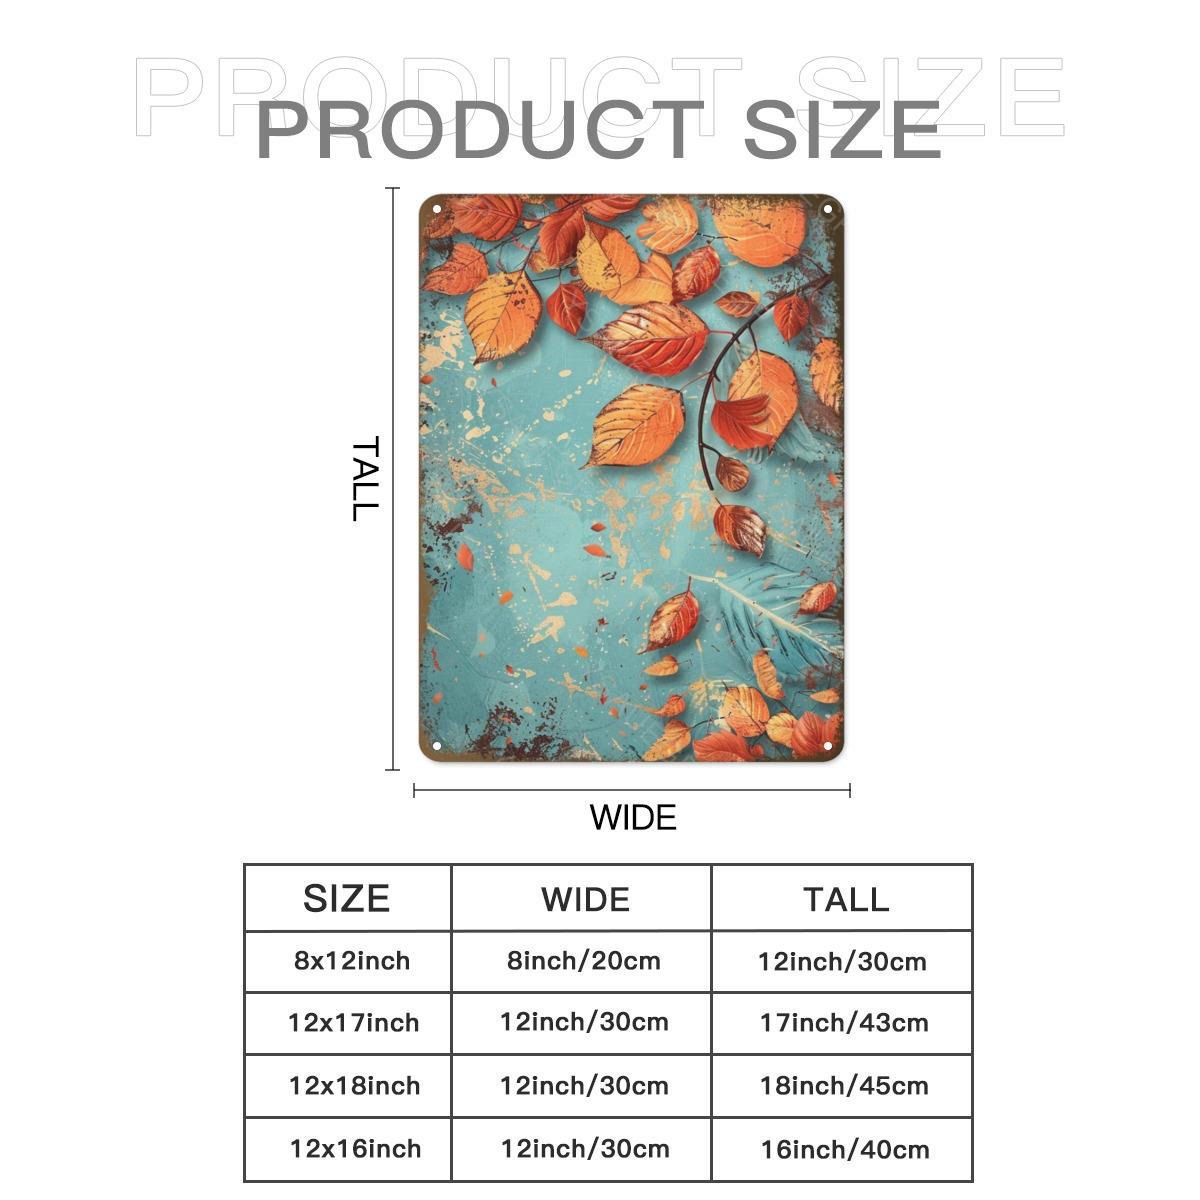 PRODUCT SIZE
PRODUCT SIZE
TALL
WIDE
SIZE WIDE TALL
8x12inch 8inch/20cm 12inch/30cm
12x17inch 12inch/30cm 17inch/43cm
12x18inch 12inch/30cm 18inch/45cm
12x16inch 12inch/30cm 16inch/40cm